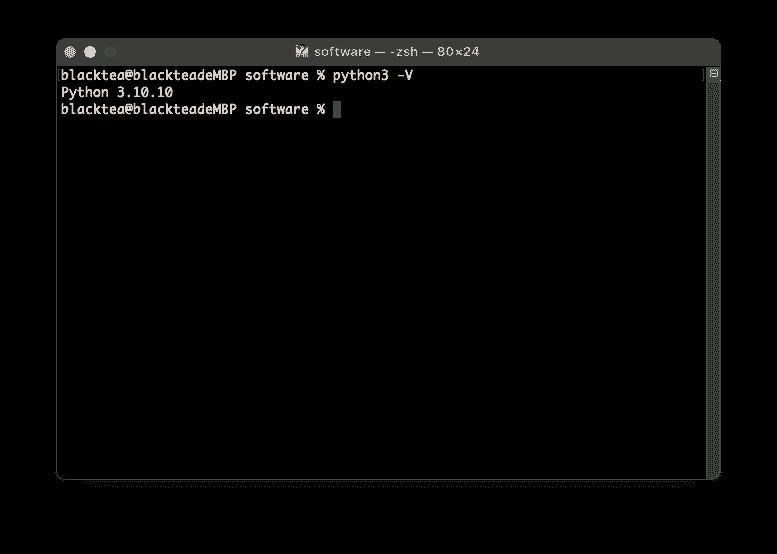 software — -zsh — 80×24
blacktea@blackteadeMBP software % python3 -V
Python 3.10.10
blacktea@blackteadeMBP software %